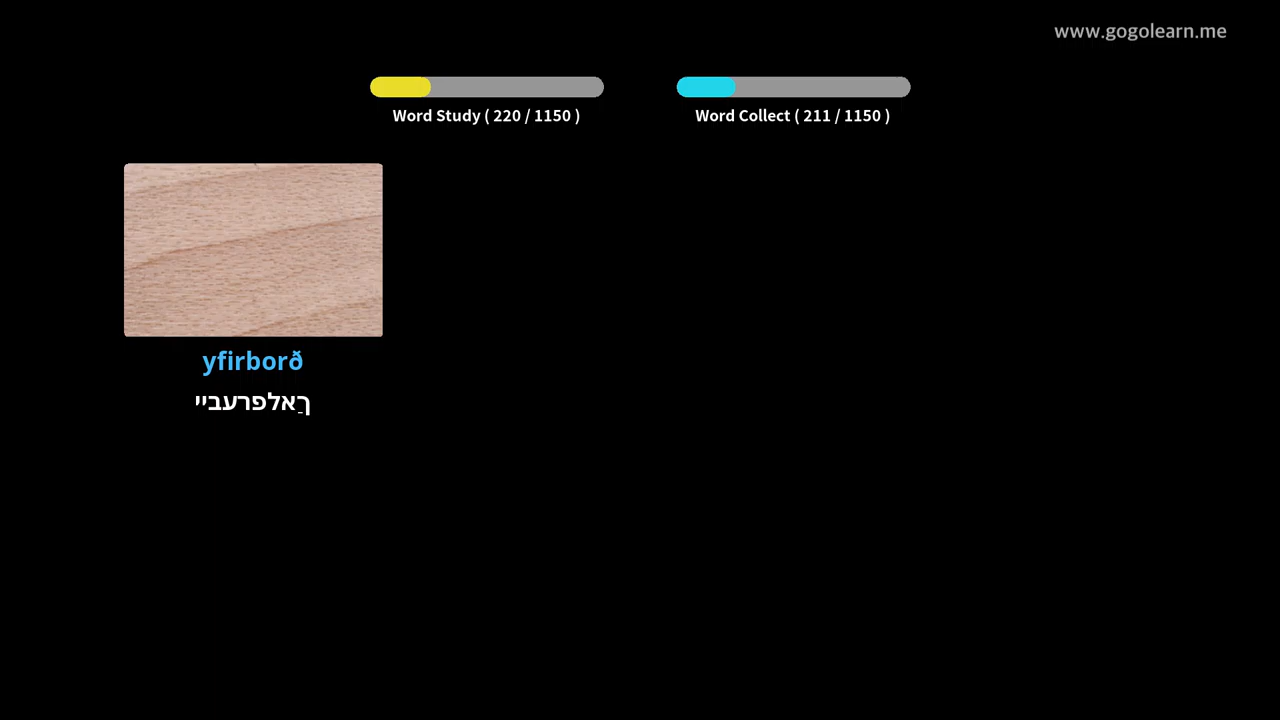 www.gogolearn.me
Word Study ( 220 / 1150 )
Word Collect ( 211 / 1150 )
yfirborð
ךַאלפרעביי